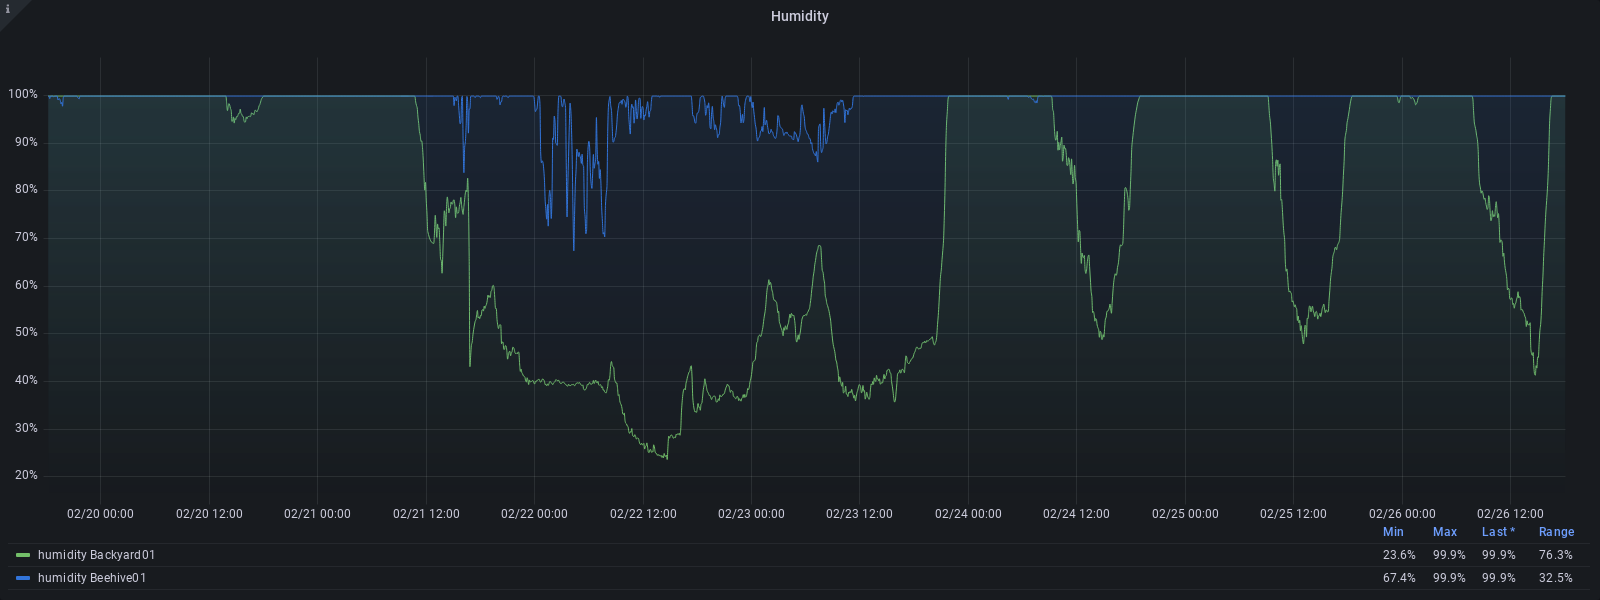 i
Humidity
100%
90%
80%
70%
60%
50%
40%
30%
20%
02/20 00:00 02/20 12:00 02/21 00:00 02/21 12:00 02/22 00:00 02/22 12:00 02/23 00:00 02/23 12:00 02/24 00:00 02/24 12:00 02/25 00:00 02/25 12:00 02/26 00:00 02/26 12:00
Min Max Last * Range
humidity Backyard01 23.6% 99.9% 99.9% 76.3%
humidity Beehive01 67.4% 99.9% 99.9% 32.5%